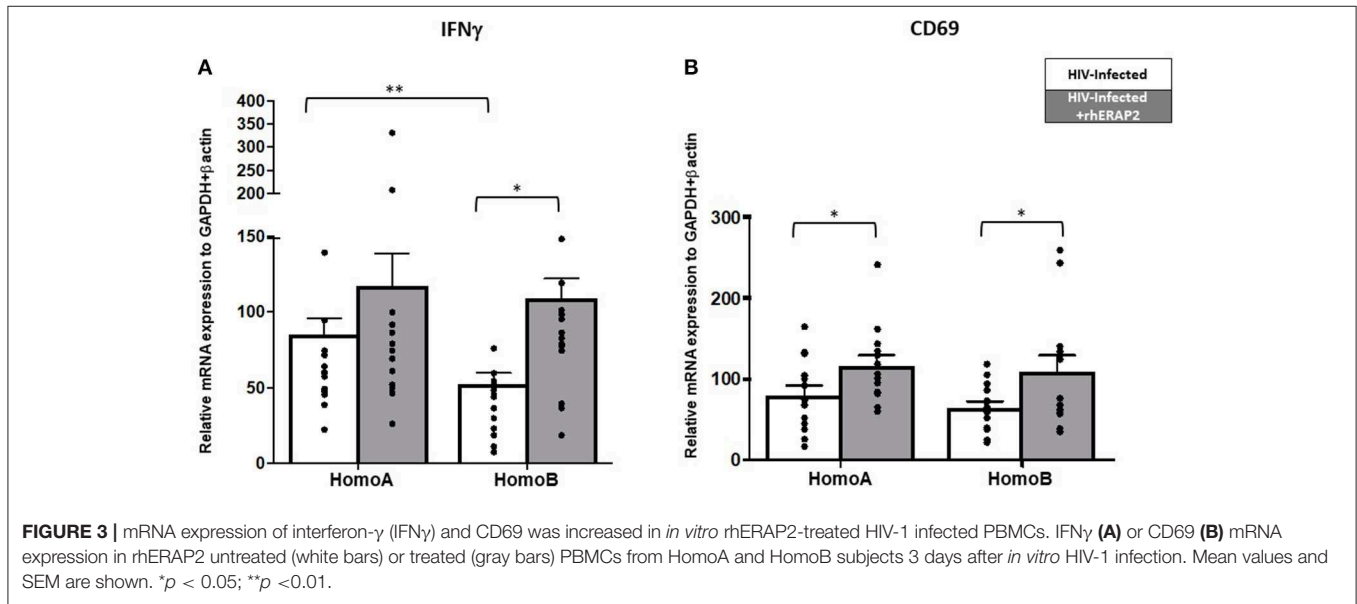 IFNγ
CD69
A
B
HIV-Infected
HIV-Infected
+rhERAP2
**
*
*
*
Relative mRNA expression to GAPDH+βactin
400
350
300
250
200
150
100
50
0
HomoA
HomoB
Relative mRNA expression to GAPDH+βactin
300
200
100
0
HomoA
HomoB
FIGURE 3 | mRNA expression of interferon-γ (IFNγ) and CD69 was increased in in vitro rhERAP2-treated HIV-1 infected PBMCs. IFNγ (A) or CD69 (B) mRNA
expression in rhERAP2 untreated (white bars) or treated (gray bars) PBMCs from HomoA and HomoB subjects 3 days after in vitro HIV-1 infection. Mean values and
SEM are shown. *p < 0.05; **p <0.01.